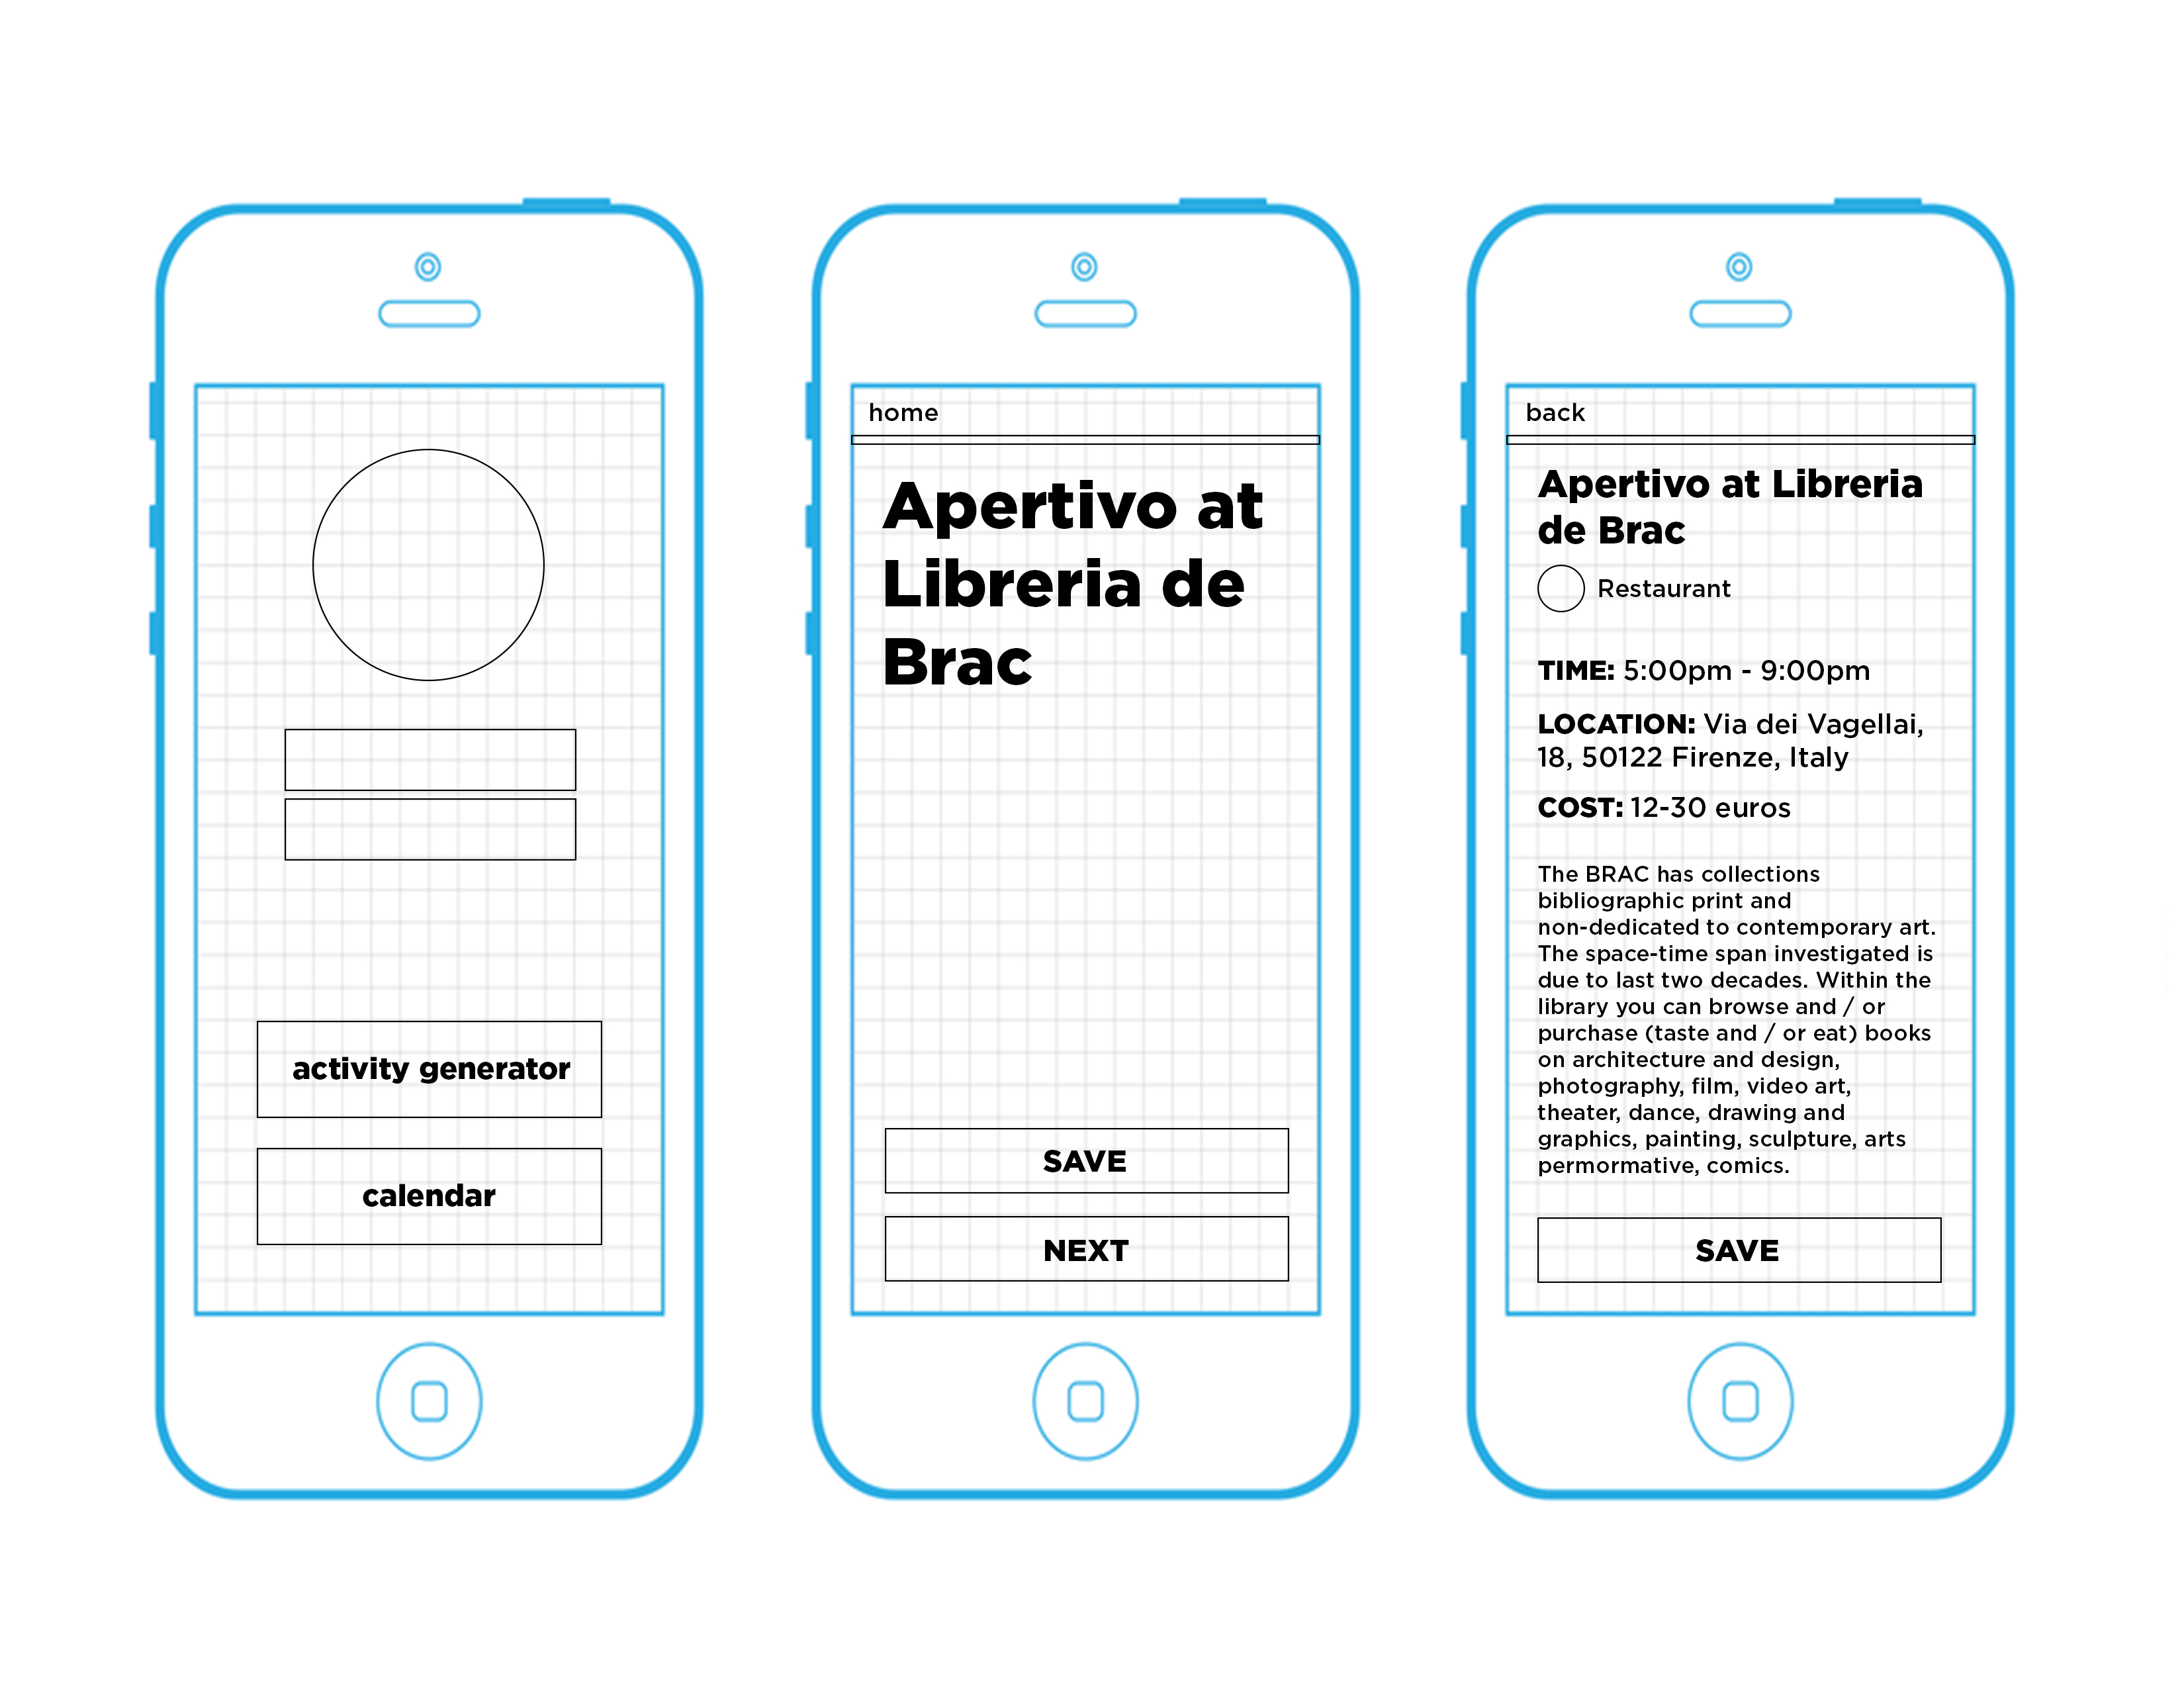 activity generator
calendar
home
Apertivo at
Libreria de
Brac
SAVE
NEXT
back
Apertivo at Libreria
de Brac
Restaurant
TIME: 5:00pm - 9:00pm
LOCATION: Via dei Vagellai,
18, 50122 Firenze, Italy
COST: 12-30 euros
The BRAC has collections
bibliographic print and
non-dedicated to contemporary art.
The space-time span investigated is
due to last two decades. Within the
library you can browse and / or
purchase (taste and / or eat) books
on architecture and design,
photography, film, video art,
theater, dance, drawing and
graphics, painting, sculpture, arts
permormative, comics.
SAVE